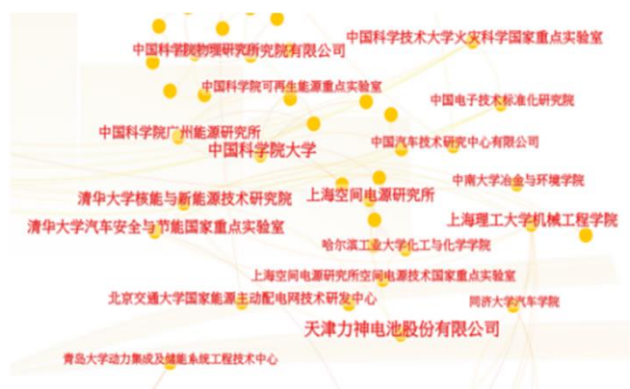 中国科学技术大学火灾科学国家重点实验室
中国科学院物理研究所
究院有限公司
中国科学院可再生能源重点实验室
中国电子技术标准化研究院
中国科学院广州能源研究所
中国汽车技术研究中心有限公司
中国科学院大学
中南大学冶金与环境学院
清华大学核能与新能源技术研究院
上海空间电源研究所
上海理工大学机械工程学院
清华大学汽车安全与节能国家重点实验室
哈尔滨工业大学化工与化学学院
上海空间电源研究所空间电源技术国家重点实验室
北京交通大学国家能源主动配电网技术研发中心
同济大学汽车学院
天津力神电池股份有限公司
青岛大学动力集成及储能系统工程技术中心